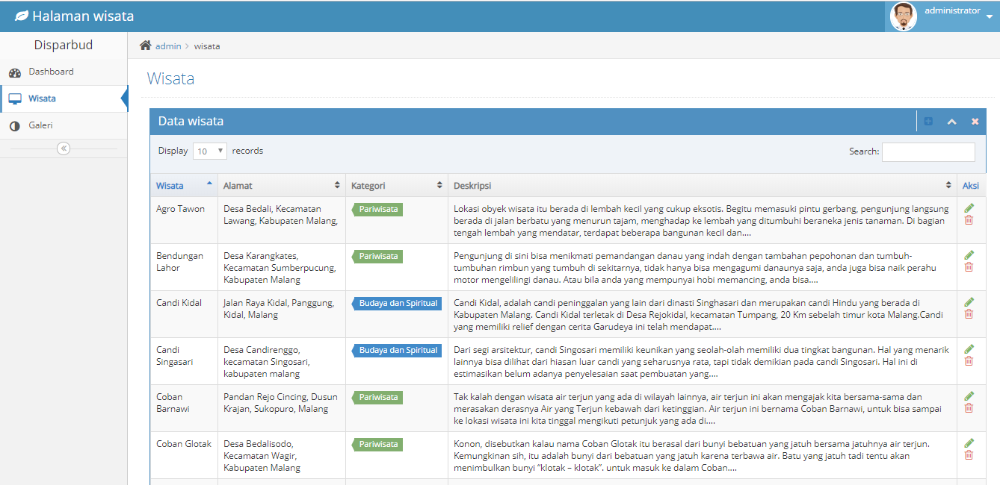 Halaman wisata
administrator
Disparbud
admin > wisata
Dashboard
Wisata
Galeri
Wisata
Data wisata
Display 10 records
Search:
Wisata Alamat Kategori Deskripsi Aksi
Agro Tawon
Desa Bedali, Kecamatan
Lawang, Kabupaten Malang,
Pariwisata
Lokasi obyek wisata itu berada di lembah kecil yang cukup eksotis. Begitu memasuki pintu gerbang, pengunjung langsung
berada di jalan berbatu yang menurun tajam, menghadap ke lembah yang ditumbuhi beraneka jenis tanaman. Di bagian
tengah lembah yang mendatar, terdapat beberapa bangunan kecil dan....
Bendungan
Lahor
Desa Karangkates,
Kecamatan Sumberpucung,
Kabupaten Malang
Pariwisata
Pengunjung di sini bisa menikmati pemandangan danau yang indah dengan tambahan pepohonan dan tumbuh-
tumbuhan rimbun yang tumbuh di sekitarnya, tidak hanya bisa mengagumi danaunya saja, anda juga bisa naik perahu
motor mengelilingi danau. Atau bila anda yang mempunyai hobi memancing, anda bisa....
Candi Kidal
Jalan Raya Kidal, Panggung,
Kidal, Malang
Budaya dan Spiritual
Candi Kidal, adalah candi peninggalan yang lain dari dinasti Singhasari dan merupakan candi Hindu yang berada di
Kabupaten Malang. Candi Kidal terletak di Desa Rejokidal, kecamatan Tumpang, 20 Km sebelah timur kota Malang.Candi
yang memiliki relief dengan cerita Garudeya ini telah mendapat....
Candi
Singasari
Desa Candirenggo,
kecamatan Singosari,
kabupaten malang
Budaya dan Spiritual
Dari segi arsitektur, candi Singosari memiliki keunikan yang seolah-olah memiliki dua tingkat bangunan. Hal yang menarik
lainnya bisa dilihat dari hiasan luar candi yang seharusnya rata, tapi tidak demikian pada candi Singosari. Hal ini di
estimasikan belum adanya penyelesaian saat pembuatan yang....
Coban
Barnawi
Pandan Rejo Cincing, Dusun
Krajan, Sukopuro, Malang
Pariwisata
Tak kalah dengan wisata air terjun yang ada di wilayah lainnya, air terjun ini akan mengajak kita bersama-sama dan
merasakan derasnya Air yang Terjun kebawah dari ketinggian. Air terjun ini bernama Coban Barnawi, untuk bisa sampai
ke lokasi wisata ini kita tinggal mengikuti petunjuk yang ada di....
Coban Glotak
Desa Bedalisodo,
Kecamatan Wagir,
Kabupaten Malang
Pariwisata
Konon, disebutkan kalau nama Coban Glotak itu berasal dari bunyi bebatuan yang jatuh bersama jatuhnya air terjun.
Kemungkinan sih, itu adalah bunyi dari bebatuan yang jatuh karena terbawa air. Batu yang jatuh tadi tentu akan
menimbulkan bunyi “klotak – klotak”. untuk masuk ke dalam Coban....